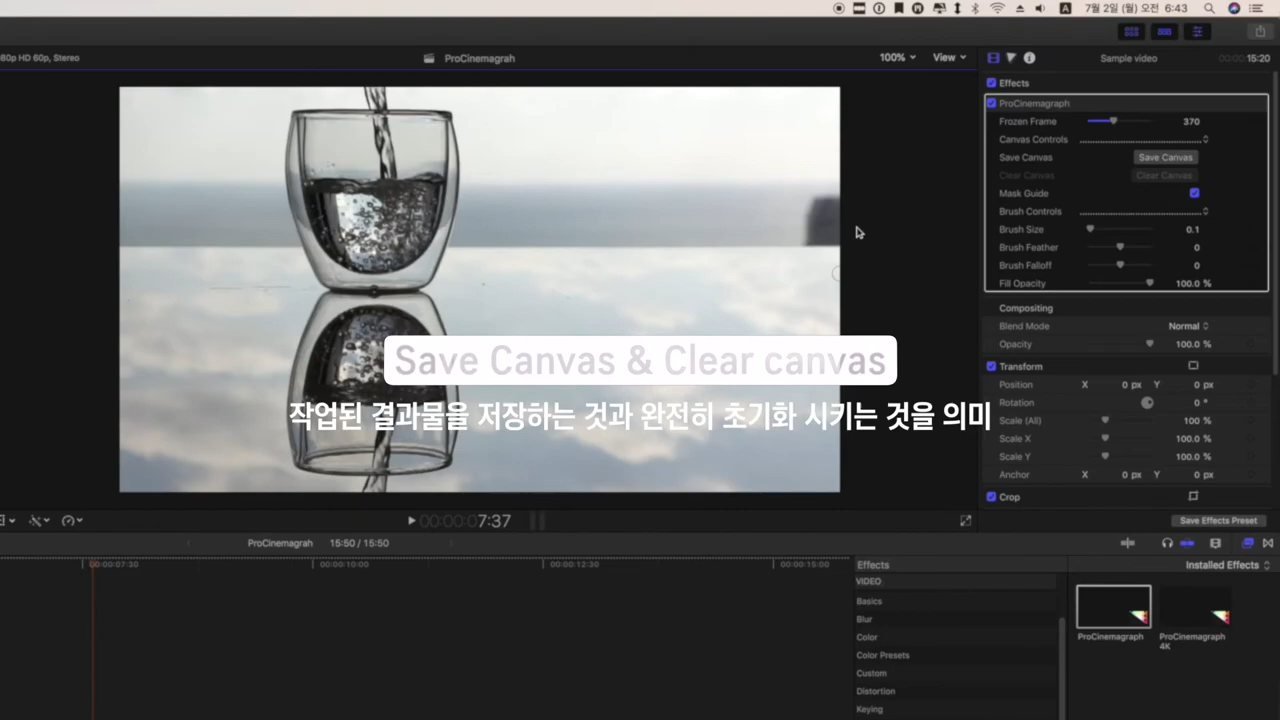 7월 2일 (월) 오전 6:43
80p HD 60p, Stereo
ProCinemagrah
100%
View
Sample video
00:00 15:20
Effects
ProCinemagraph
Frozen Frame 370
Canvas Controls
Save Canvas Save Canvas
Clear Canvas Clear Canvas
Mask Guide
Brush Controls
Brush Size 0.1
Brush Feather 0
Brush Falloff 0
Fill Opacity 100.0 %
Compositing
Blend Mode Normal
Opacity 100.0 %
Transform
Position X 0 px Y 0 px
Rotation 0 °
Scale (All) 100 %
Scale X 100.0 %
Scale Y 100.0 %
Anchor X 0 px Y 0 px
Crop
Save Effects Preset
Save Canvas & Clear canvas
작업된 결과물을 저장하는 것과 완전히 초기화 시키는 것을 의미
00:00:07:37
ProCinemagrah 15:50 / 15:50
00:00:07:30 00:00:10:00 00:00:12:30 00:00:15:00
Effects
Installed Effects
VIDEO
Basics
Blur
Color
Color Presets
Custom
Distortion
Keying
ProCinemagraph
ProCinemagraph
4K